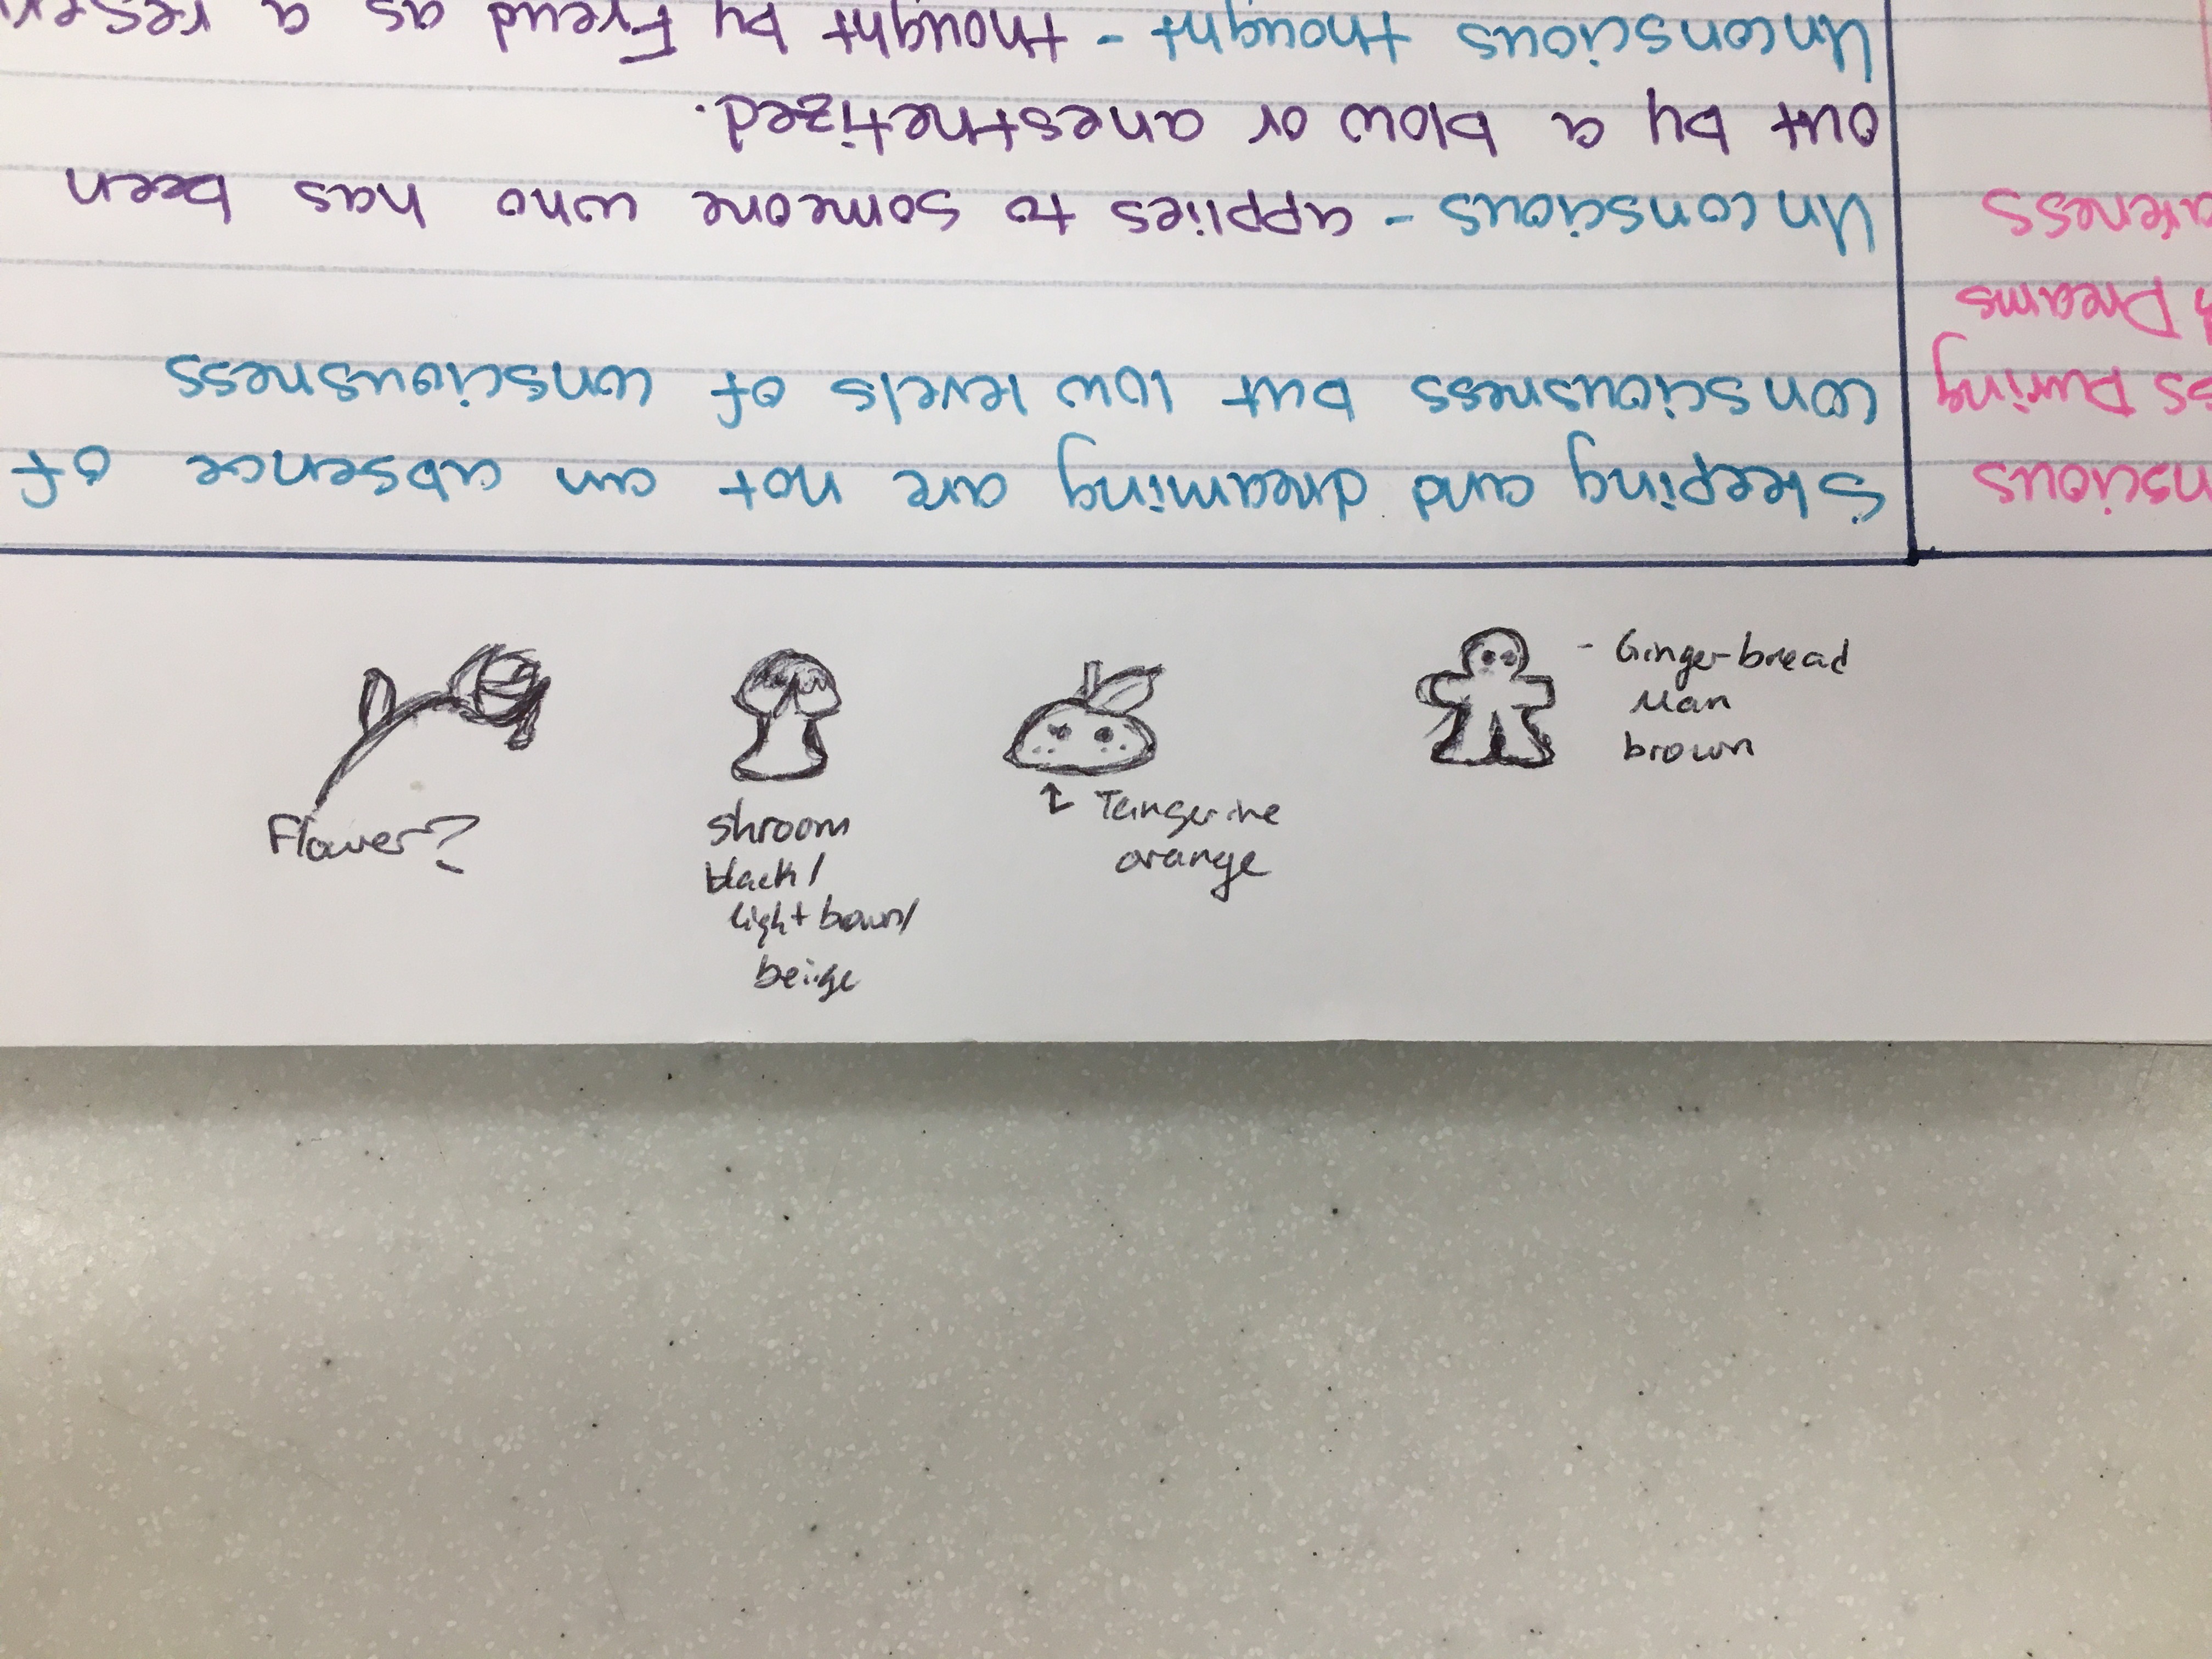 Flower?
shroom
black/
light brown/
beige
Tangerine
orange
- Ginger-bread
Man
brown
Sleeping and dreaming are not an absence of
consciousness but low levels of consciousness
Unconscious - applies to someone who has been
out by a blow or anesthetized.
Unconscious thought - thought by Freud as a reser
nscious
ss During
Dreams
areness